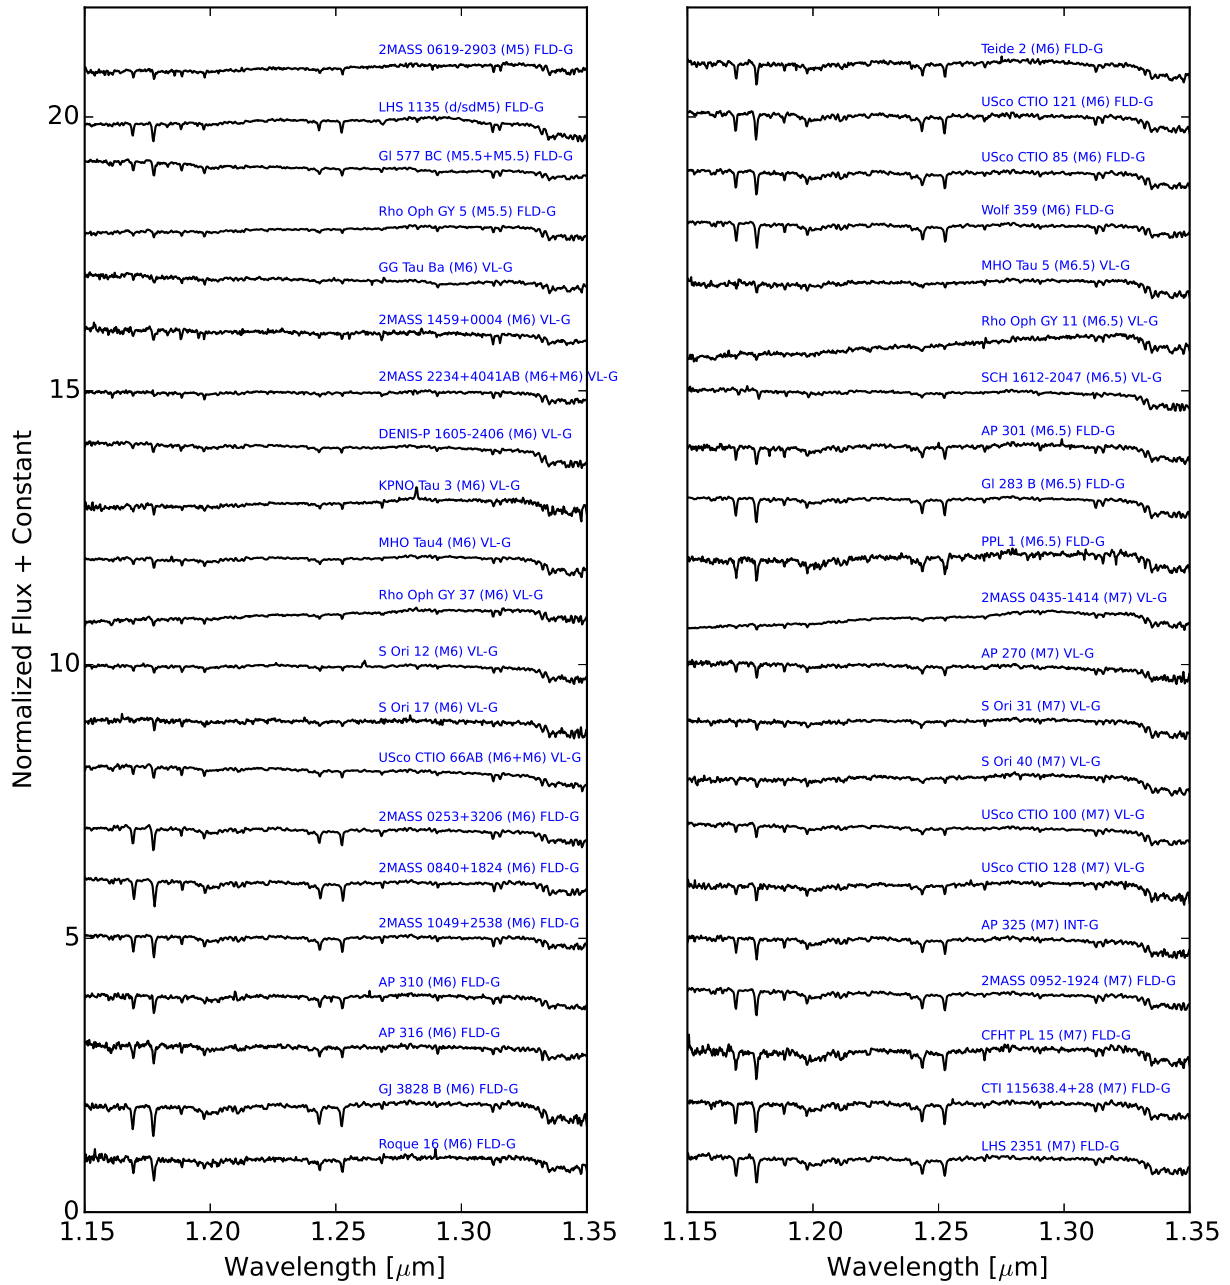 2MASS 0619-2903 (M5) FLD-G
LHS 1135 (d/sdM5) FLD-G
Gl 577 BC (M5.5+M5.5) FLD-G
Rho Oph GY 5 (M5.5) FLD-G
GG Tau Ba (M6) VL-G
2MASS 1459+0004 (M6) VL-G
2MASS 2234+4041AB (M6+M6) VL-G
DENIS-P 1605-2406 (M6) VL-G
KPNO Tau 3 (M6) VL-G
MHO Tau4 (M6) VL-G
Rho Oph GY 37 (M6) VL-G
S Ori 12 (M6) VL-G
S Ori 17 (M6) VL-G
USco CTIO 66AB (M6+M6) VL-G
2MASS 0253+3206 (M6) FLD-G
2MASS 0840+1824 (M6) FLD-G
2MASS 1049+2538 (M6) FLD-G
AP 310 (M6) FLD-G
AP 316 (M6) FLD-G
GJ 3828 B (M6) FLD-G
Roque 16 (M6) FLD-G
20
15
10
5
0
1.15 1.20 1.25 1.30 1.35
Wavelength [μm]
Normalized Flux + Constant
Teide 2 (M6) FLD-G
USco CTIO 121 (M6) FLD-G
USco CTIO 85 (M6) FLD-G
Wolf 359 (M6) FLD-G
MHO Tau 5 (M6.5) VL-G
Rho Oph GY 11 (M6.5) VL-G
SCH 1612-2047 (M6.5) VL-G
AP 301 (M6.5) FLD-G
Gl 283 B (M6.5) FLD-G
PPL 1 (M6.5) FLD-G
2MASS 0435-1414 (M7) VL-G
AP 270 (M7) VL-G
S Ori 31 (M7) VL-G
S Ori 40 (M7) VL-G
USco CTIO 100 (M7) VL-G
USco CTIO 128 (M7) VL-G
AP 325 (M7) INT-G
2MASS 0952-1924 (M7) FLD-G
CFHT PL 15 (M7) FLD-G
CTI 115638.4+28 (M7) FLD-G
LHS 2351 (M7) FLD-G
1.15 1.20 1.25 1.30 1.35
Wavelength [μm]